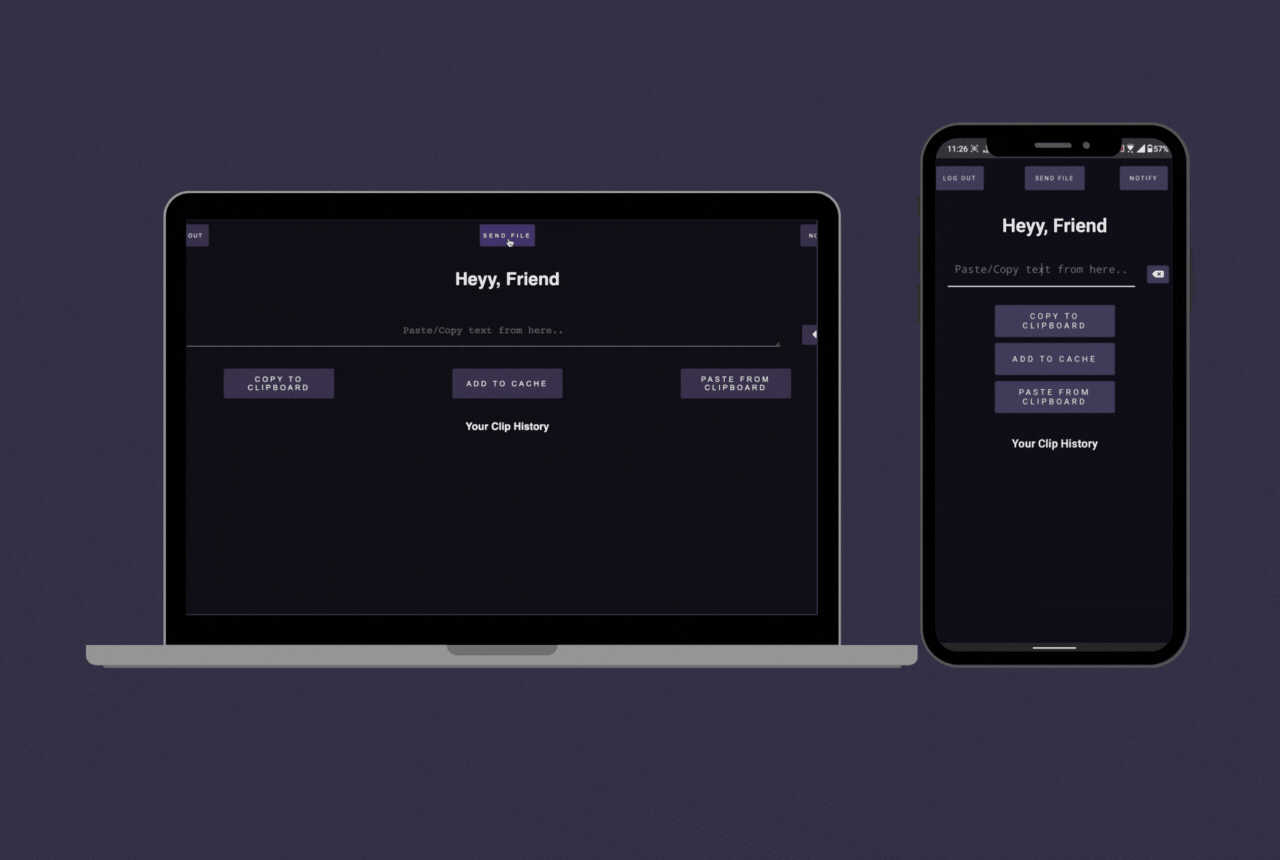 OUT
SEND FILE
Heyy, Friend
Paste/Copy text from here..
COPY TO
CLIPBOARD
ADD TO CACHE
PASTE FROM
CLIPBOARD
Your Clip History
11:26
57%
LOG OUT
SEND FILE
NOTIFY
Heyy, Friend
Paste/Copy text from here..
COPY TO
CLIPBOARD
ADD TO CACHE
PASTE FROM
CLIPBOARD
Your Clip History